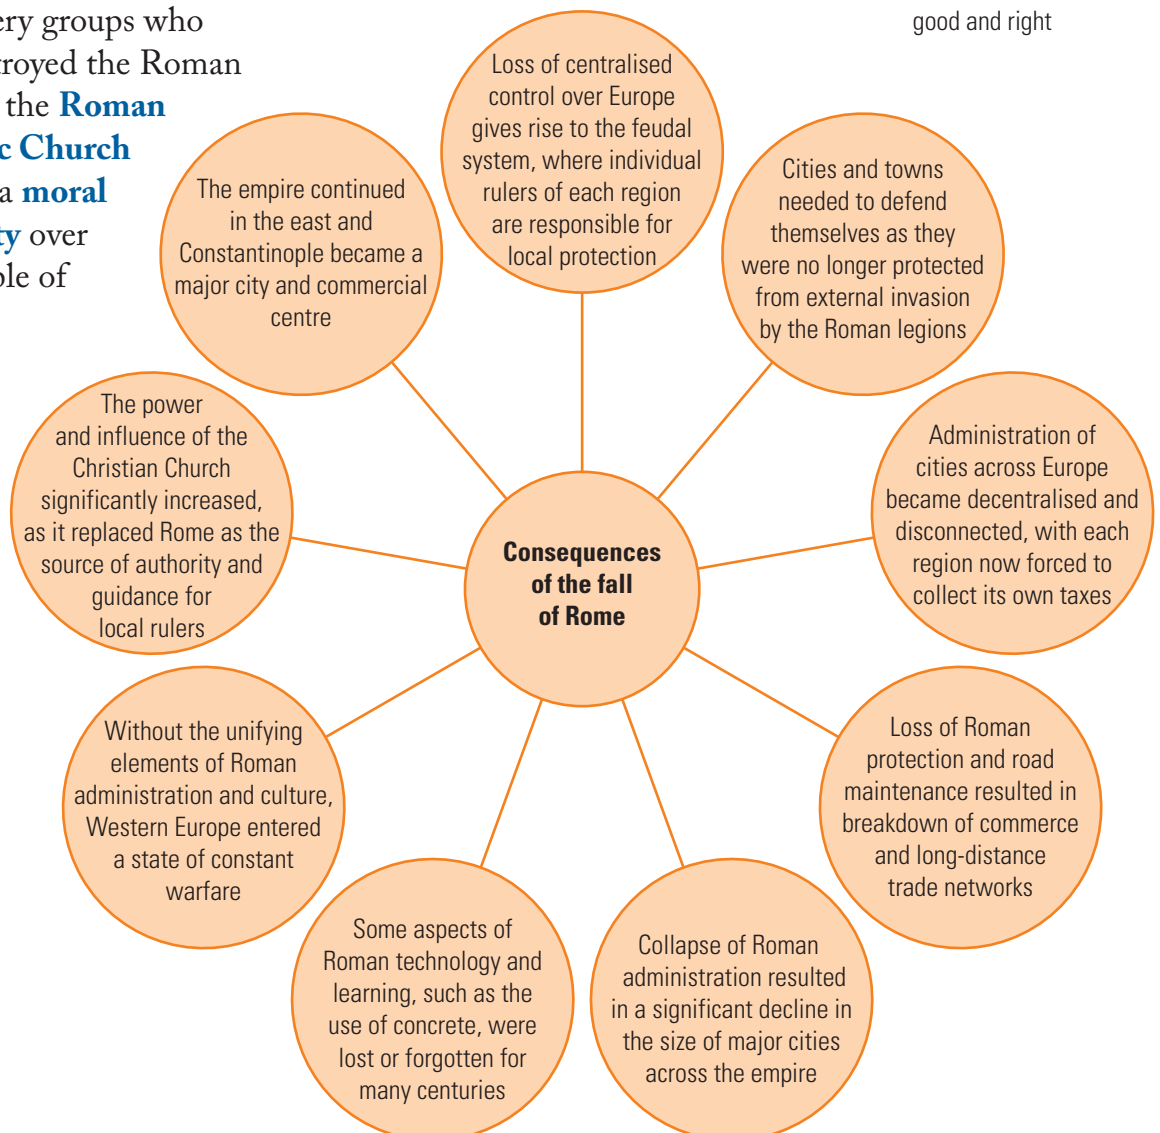 ery groups who
troyed the Roman
the Roman
c Church
a moral
ty over
ble of
good and right
Loss of centralised
control over Europe
gives rise to the feudal
system, where individual
rulers of each region
are responsible for
local protection
Cities and towns
needed to defend
themselves as they
were no longer protected
from external invasion
by the Roman legions
Administration of
cities across Europe
became decentralised and
disconnected, with each
region now forced to
collect its own taxes
Loss of Roman
protection and road
maintenance resulted in
breakdown of commerce
and long-distance
trade networks
Collapse of Roman
administration resulted
in a significant decline in
the size of major cities
across the empire
Some aspects of
Roman technology and
learning, such as the
use of concrete, were
lost or forgotten for
many centuries
Without the unifying
elements of Roman
administration and culture,
Western Europe entered
a state of constant
warfare
The power
and influence of the
Christian Church
significantly increased,
as it replaced Rome as the
source of authority and
guidance for
local rulers
The empire continued
in the east and
Constantinople became a
major city and commercial
centre
Consequences
of the fall
of Rome